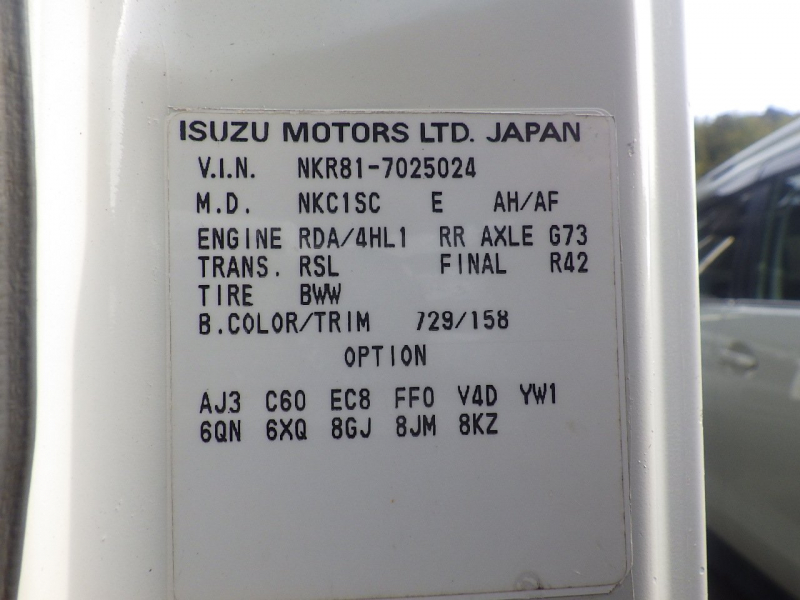 ISUZU MOTORS LTD. JAPAN
V.I.N. NKR81-7025024
M.D. NKC1SC E AH/AF
ENGINE RDA/4HL1 RR AXLE G73
TRANS. RSL FINAL R42
TIRE BWW
B.COLOR/TRIM 729/158
OPTION
AJ3 C60 EC8 FF0 V4D YW1
6QN 6XQ 8GJ 8JM 8KZ